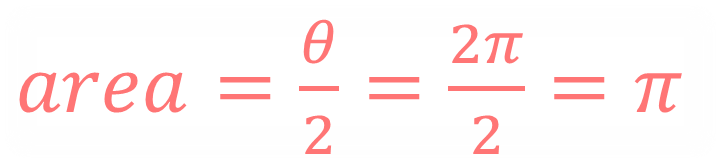 area = θ/2 = 2π/2 = π